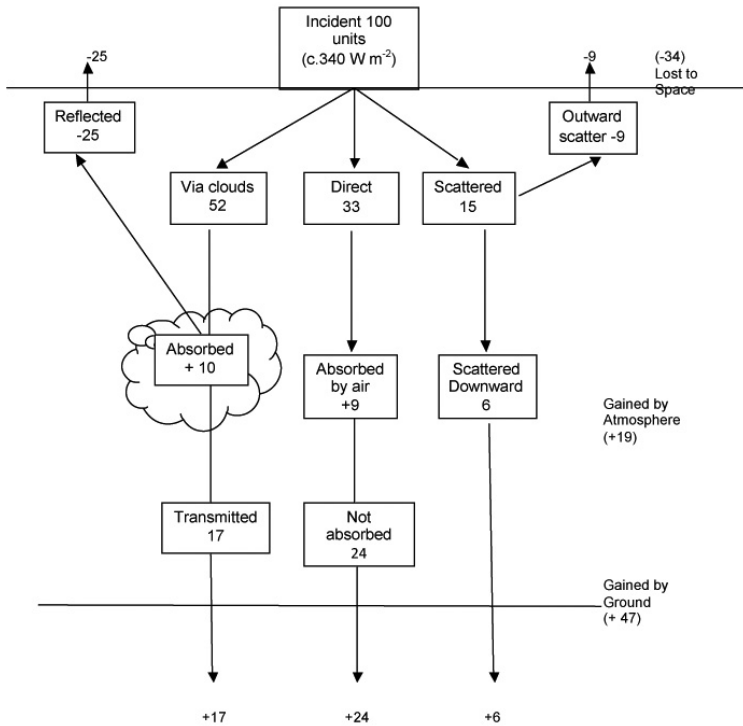 Incident 100
units
(c.340 W m⁻²)
-25
-9
(-34)
Lost to
Space
Reflected
-25
Outward
scatter -9
Via clouds
52
Direct
33
Scattered
15
Absorbed
+ 10
Absorbed
by air
+9
Scattered
Downward
6
Gained by
Atmosphere
(+19)
Transmitted
17
Not
absorbed
24
Gained by
Ground
(+ 47)
+17
+24
+6